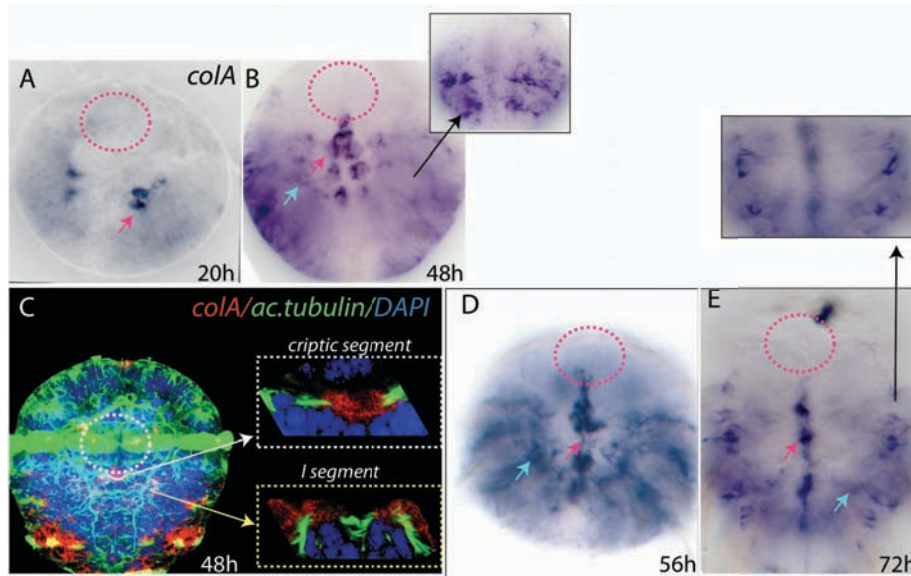 A
colA
B
20h
48h
C
colA/ac.tubulin/DAPI
criptic segment
I segment
48h
D
56h
E
72h